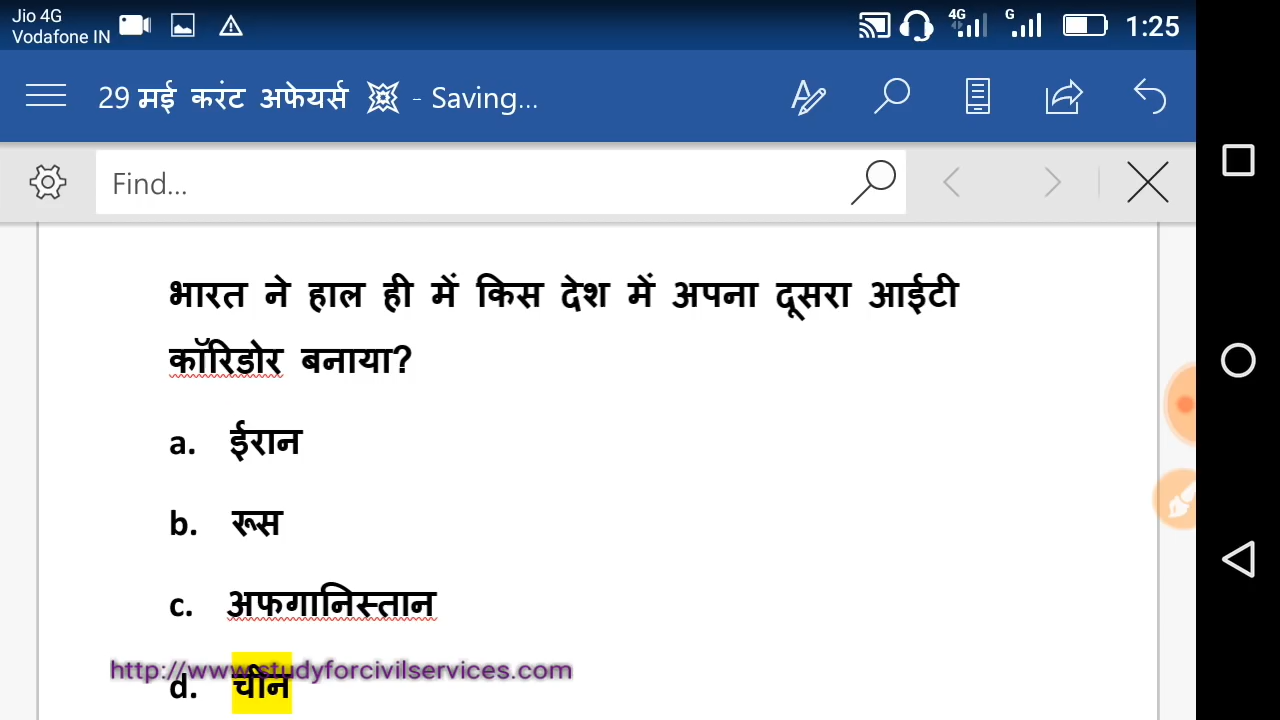 Jio 4G
Vodafone IN
4G
G
1:25
29 मई करंट अफेयर्स - Saving...
Find...
भारत ने हाल ही में किस देश में अपना दूसरा आईटी
कॉरिडोर बनाया?
a. ईरान
b. रूस
c. अफगानिस्तान
http://www.studyforcivilservices.com
d. चीन